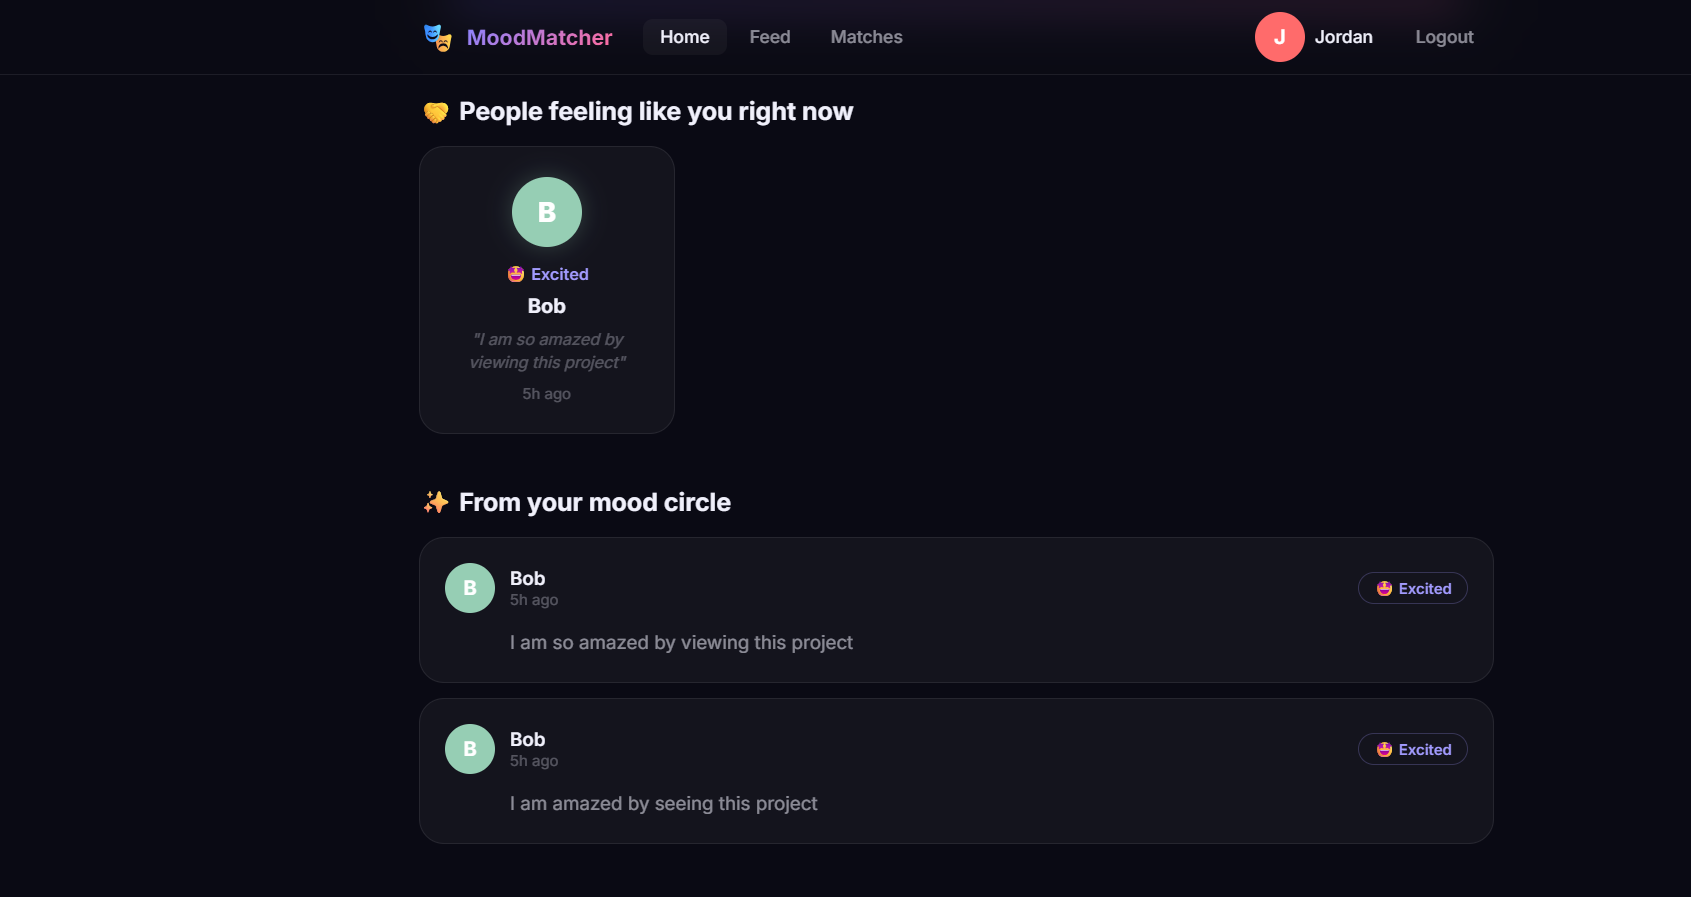 MoodMatcher Home Feed Matches J Jordan Logout
People feeling like you right now
B
Excited
Bob
"I am so amazed by
viewing this project"
5h ago
From your mood circle
B
Bob
5h ago
Excited
I am so amazed by viewing this project
B
Bob
5h ago
Excited
I am amazed by seeing this project